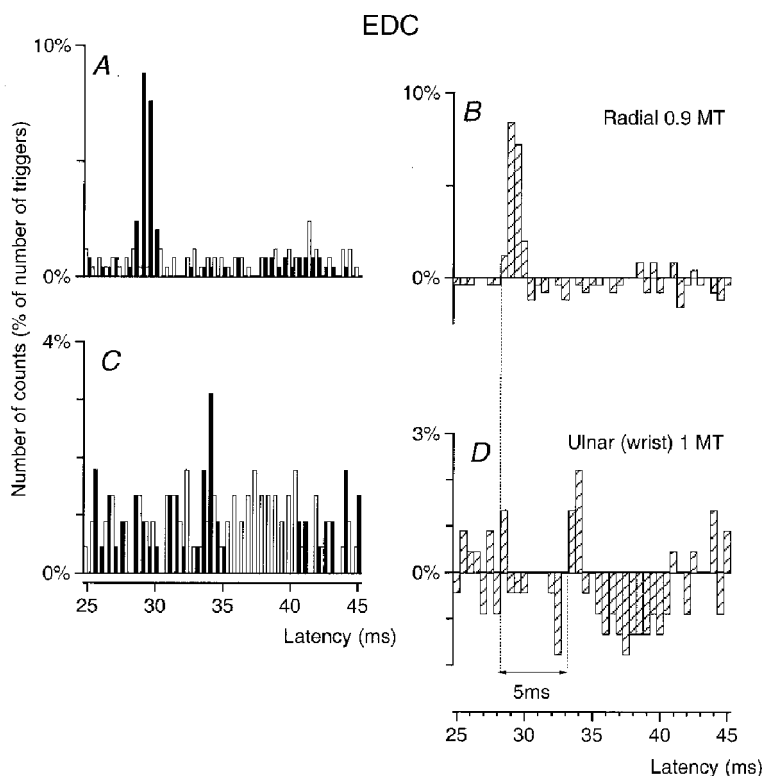 EDC
Number of counts (% of number of triggers)
10%
A
0%
10%
B
Radial 0.9 MT
0%
4%
C
0%
25 30 35 40 45
Latency (ms)
3%
D
Ulnar (wrist) 1 MT
0%
5ms
25 30 35 40 45
Latency (ms)